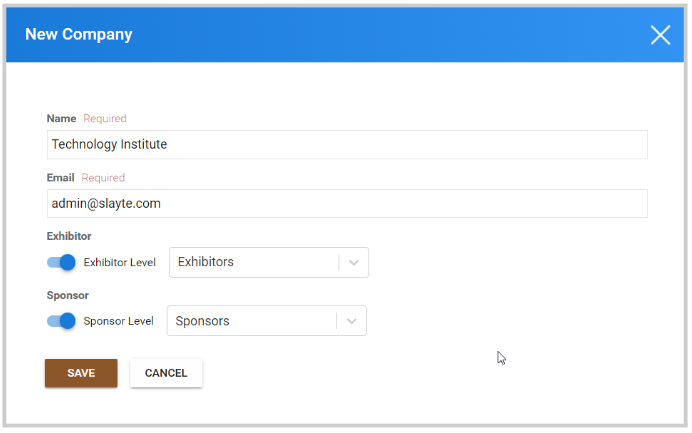 New Company
Name Required
Technology Institute
Email Required
admin@slayte.com
Exhibitor
Exhibitor Level Exhibitors
Sponsor
Sponsor Level Sponsors
SAVE CANCEL